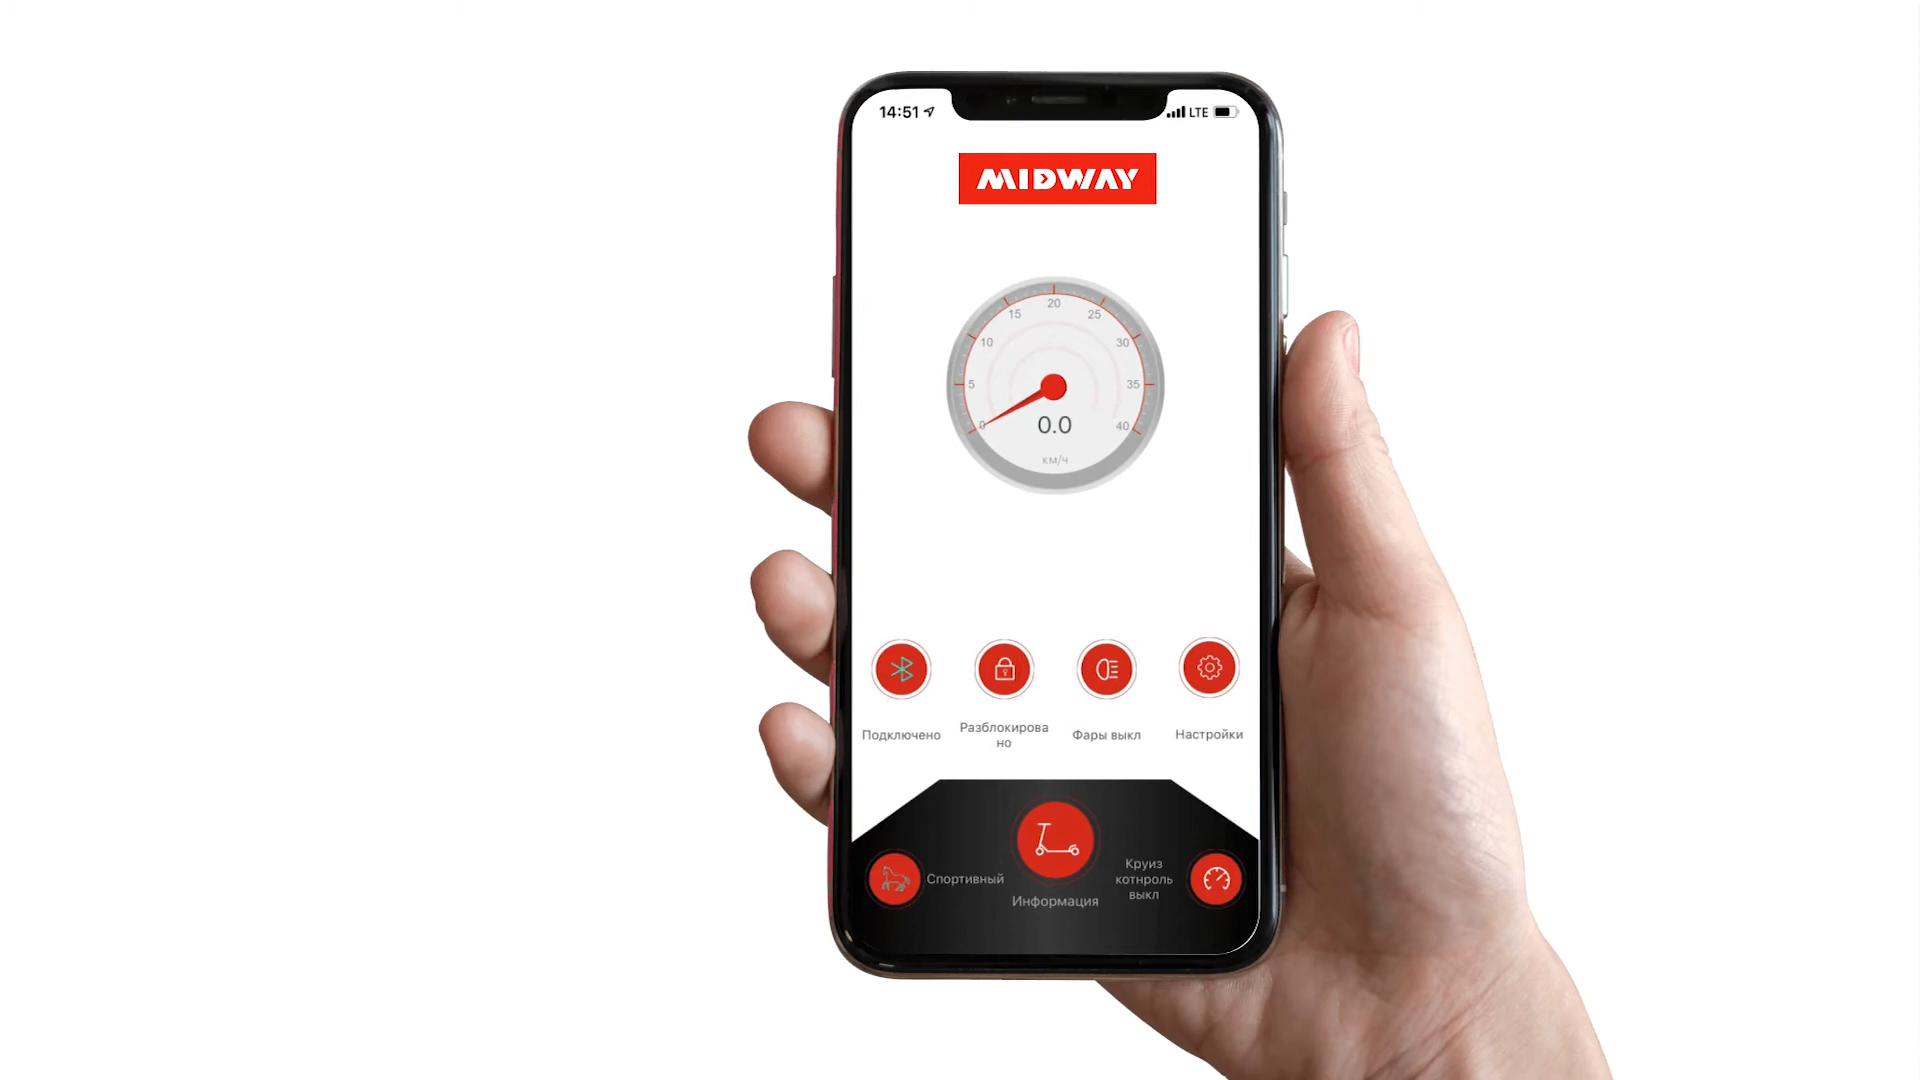 14:51
LTE
MIDWAY
20
15
25
10
30
5
35
0
40
0.0
км/ч
Подключено
Разблокирова
но
Фары выкл
Настройки
Спортивный
Информация
Круиз
котнроль
выкл